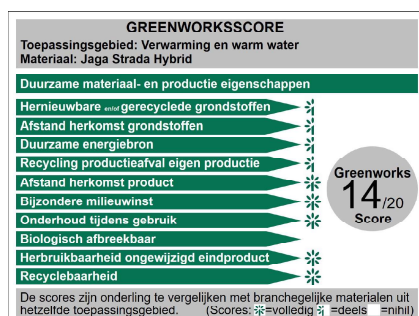 GREENWORKSSCORE
Toepassingsgebied: Verwarming en warm water
Materiaal: Jaga Strada Hybrid
Duurzame materiaal- en productie eigenschappen
Hernieuwbare en/of gerecyclede grondstoffen
Afstand herkomst grondstoffen
Duurzame energiebron
Recycling productieafval eigen productie
Afstand herkomst product
Bijzondere milieuwinst
Onderhoud tijdens gebruik
Biologisch afbreekbaar
Herbruikbaarheid ongewijzigd eindproduct
Recyclebaarheid
Greenworks
14/20
Score
De scores zijn onderling te vergelijken met branchegelijke materialen uit
hetzelfde toepassingsgebied. (Scores: =volledig =deels =nihil)